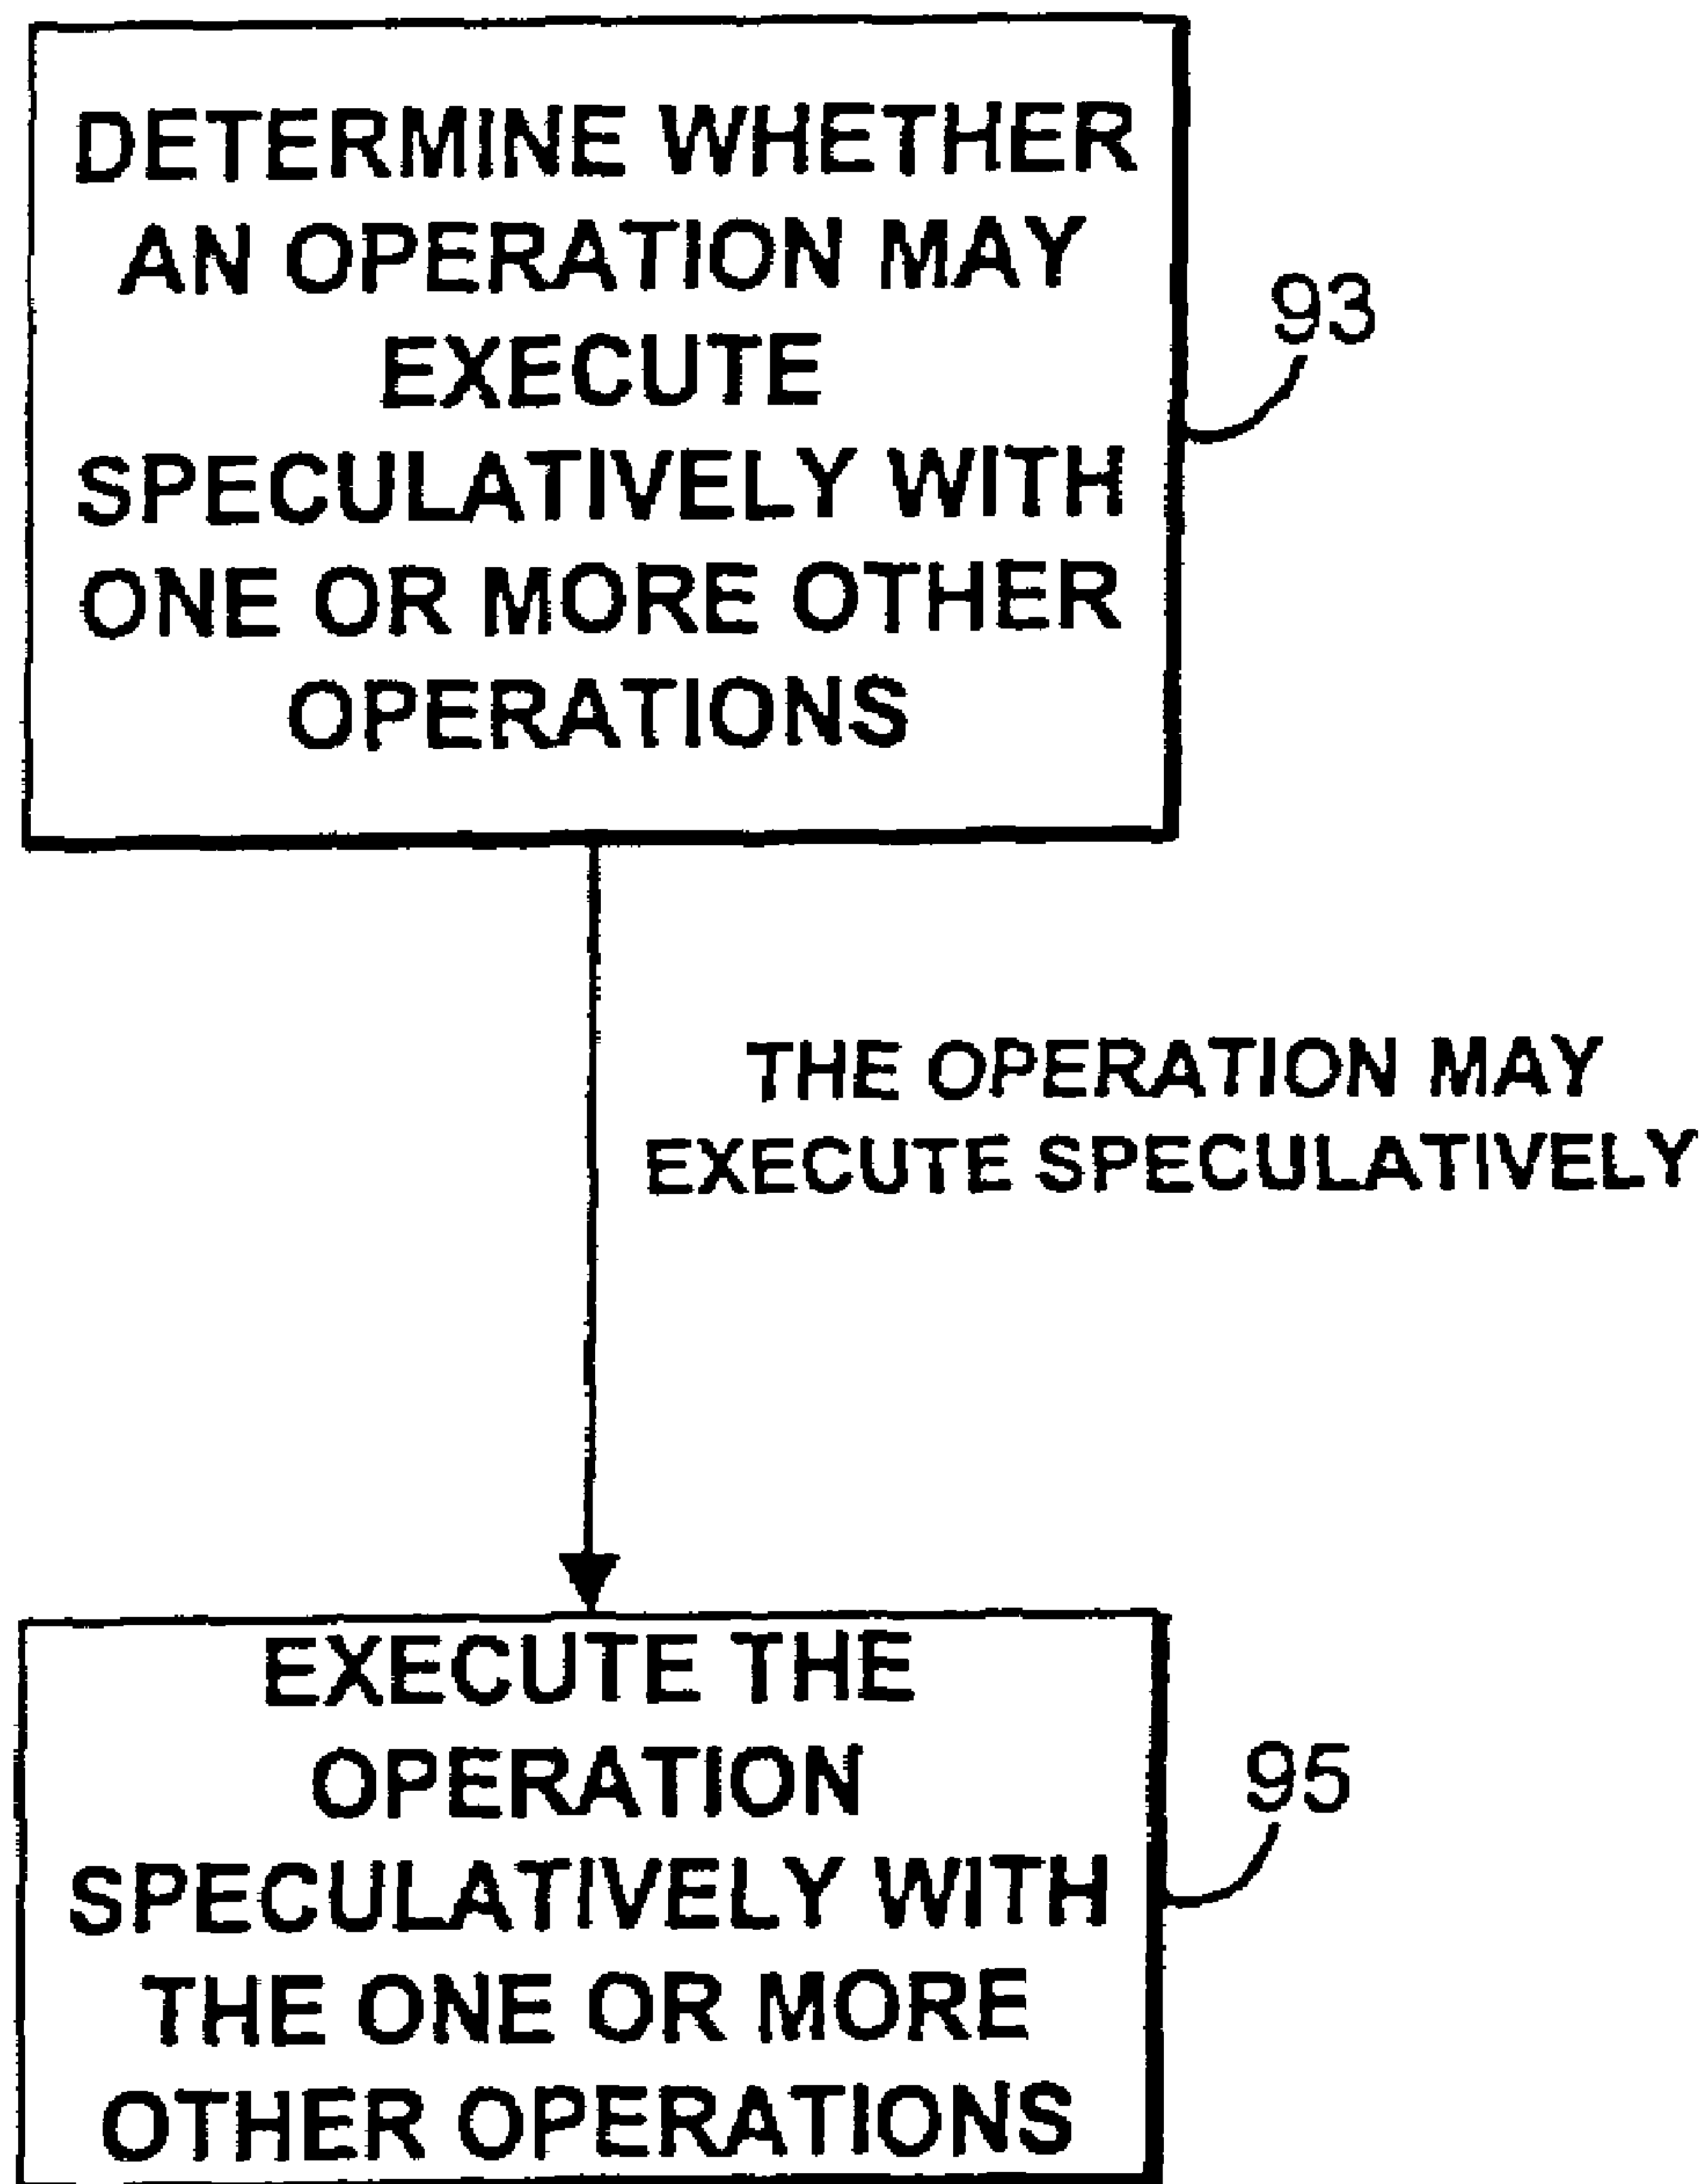 DETERMINE WHETHER
AN OPERATION MAY
EXECUTE
SPECULATIVELY WITH
ONE OR MORE OTHER
OPERATIONS
93
THE OPERATION MAY
EXECUTE SPECULATIVELY
EXECUTE THE
OPERATION
SPECULATIVELY WITH
THE ONE OR MORE
OTHER OPERATIONS
95